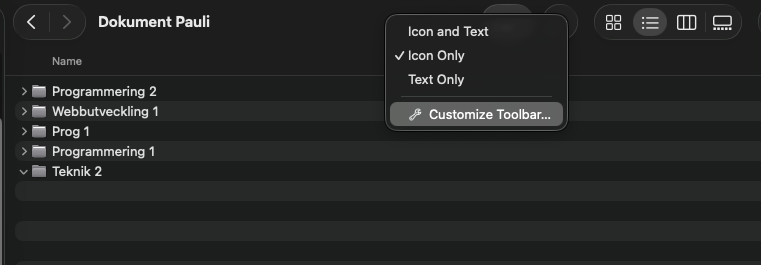 Dokument Pauli
Icon and Text
Icon Only
Text Only
Customize Toolbar...
Name
Programmering 2
Webbutveckling 1
Prog 1
Programmering 1
Teknik 2